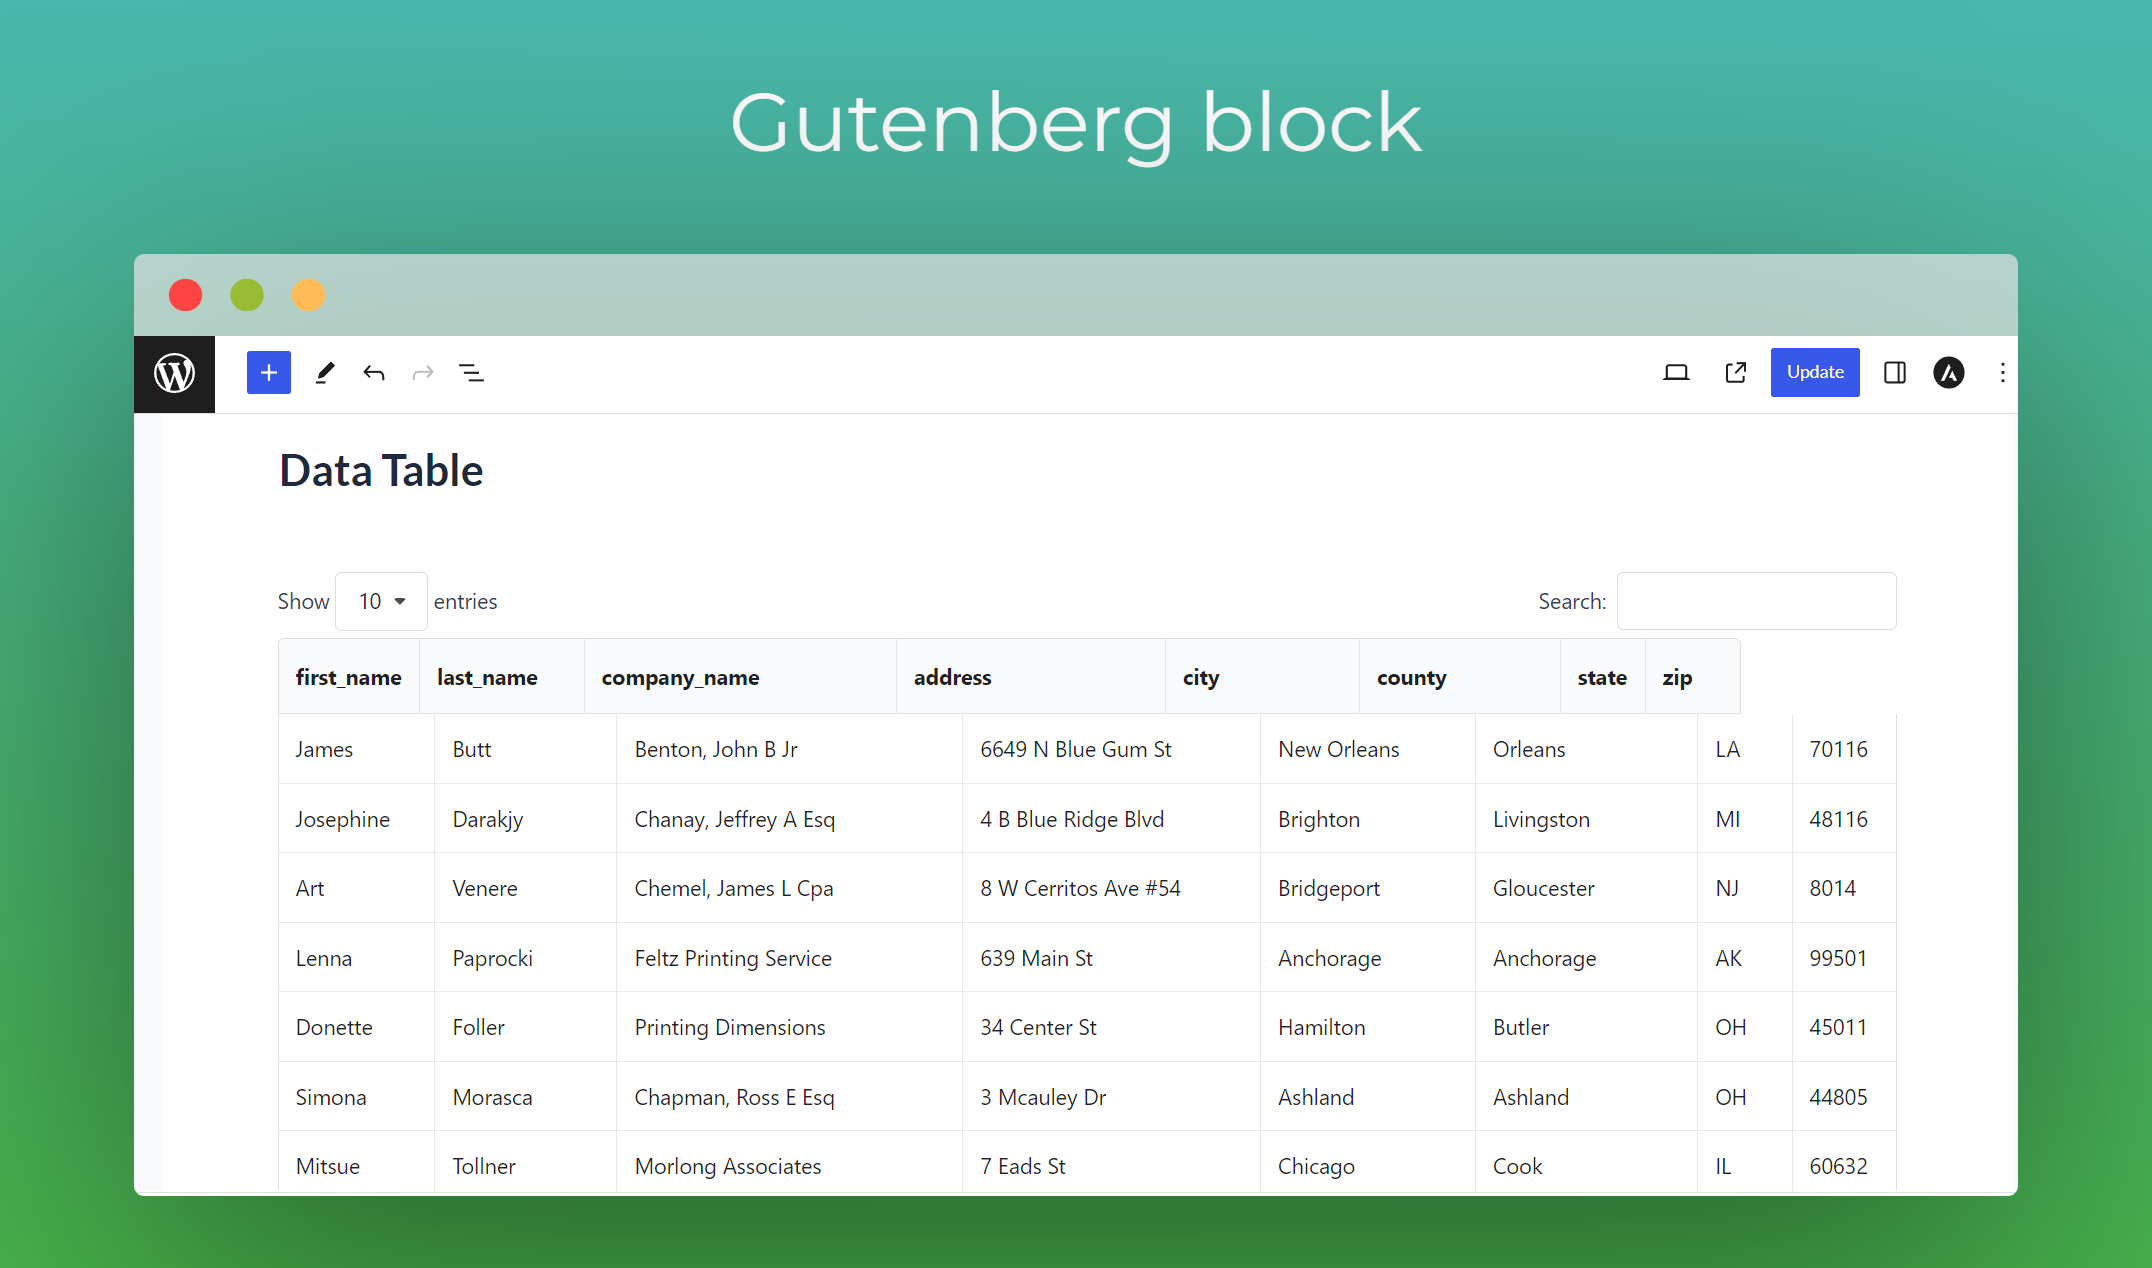 Gutenberg block
Update
Data Table
Show 10 entries Search:
first_name last_name company_name address city county state zip
James Butt Benton, John B Jr 6649 N Blue Gum St New Orleans Orleans LA 70116
Josephine Darakjy Chanay, Jeffrey A Esq 4 B Blue Ridge Blvd Brighton Livingston MI 48116
Art Venere Chemel, James L Cpa 8 W Cerritos Ave #54 Bridgeport Gloucester NJ 8014
Lenna Paprocki Feltz Printing Service 639 Main St Anchorage Anchorage AK 99501
Donette Foller Printing Dimensions 34 Center St Hamilton Butler OH 45011
Simona Morasca Chapman, Ross E Esq 3 Mcauley Dr Ashland Ashland OH 44805
Mitsue Tollner Morlong Associates 7 Eads St Chicago Cook IL 60632